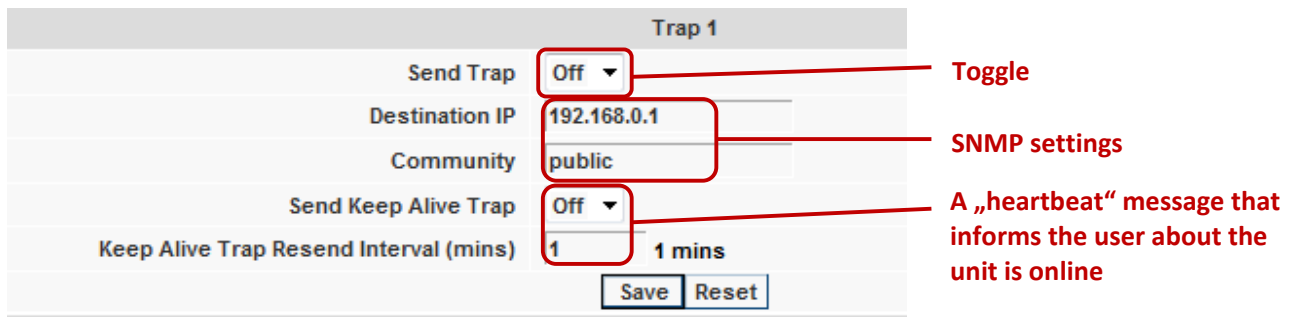 Trap 1
Send Trap Off
Toggle
Destination IP 192.168.0.1
SNMP settings
Community public
Send Keep Alive Trap Off
A „heartbeat“ message that
informs the user about the
unit is online
Keep Alive Trap Resend Interval (mins) 1 1 mins
Save Reset